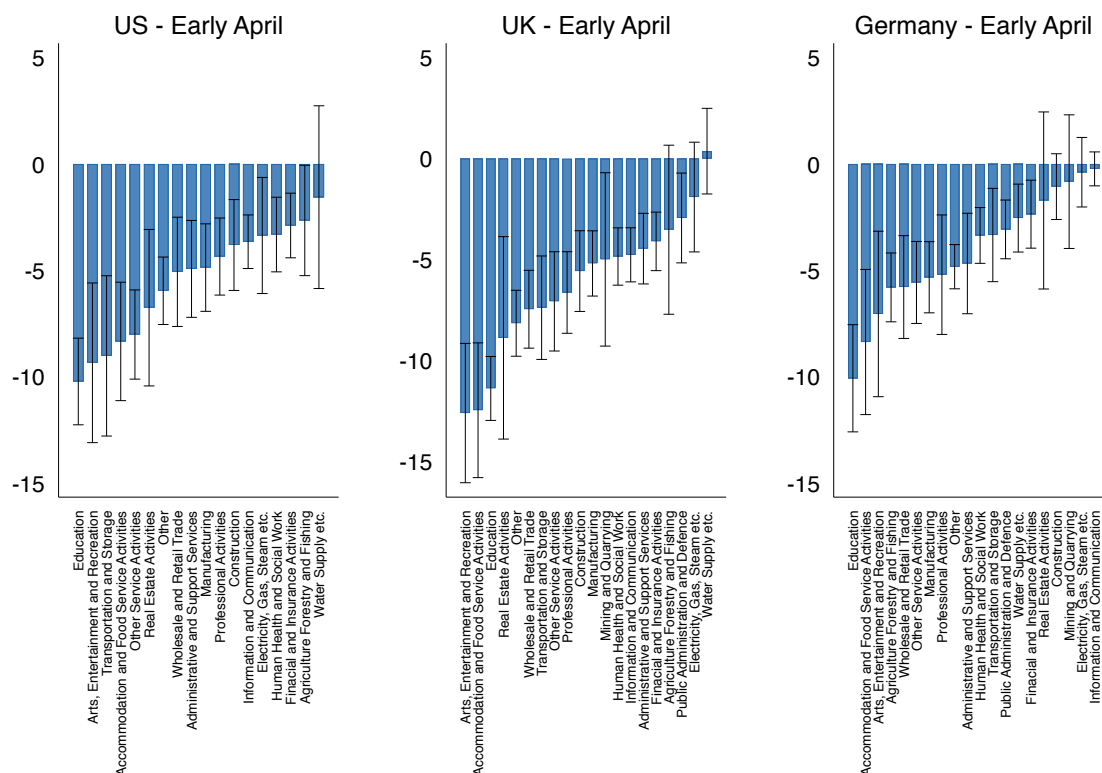 US - Early April
5
0
-5
-10
-15
Education
Arts, Entertainment and Recreation
Transportation and Storage
Accommodation and Food Service Activities
Other Service Activities
Real Estate Activities
Other
Wholesale and Retail Trade
Administrative and Support Services
Manufacturing
Professional Activities
Construction
Information and Communication
Electricity, Gas, Steam etc.
Human Health and Social Work
Finacial and Insurance Activities
Agriculture Forestry and Fishing
Water Supply etc.
UK - Early April
5
0
-5
-10
-15
Arts, Entertainment and Recreation
Accommodation and Food Service Activities
Education
Real Estate Activities
Other
Wholesale and Retail Trade
Transportation and Storage
Other Service Activities
Professional Activities
Construction
Manufacturing
Mining and Quarrying
Human Health and Social Work
Information and Communication
Administrative and Support Services
Finacial and Insurance Activities
Agriculture Forestry and Fishing
Public Administration and Defence
Electricity, Gas, Steam etc.
Water Supply etc.
Germany - Early April
5
0
-5
-10
-15
Education
Accommodation and Food Service Activities
Arts, Entertainment and Recreation
Agriculture Forestry and Fishing
Wholesale and Retail Trade
Other Service Activities
Manufacturing
Professional Activities
Other
Administrative and Support Services
Human Health and Social Work
Transportation and Storage
Public Administration and Defence
Water Supply etc.
Finacial and Insurance Activities
Real Estate Activities
Construction
Mining and Quarrying
Electricity, Gas, Steam etc.
Information and Communication